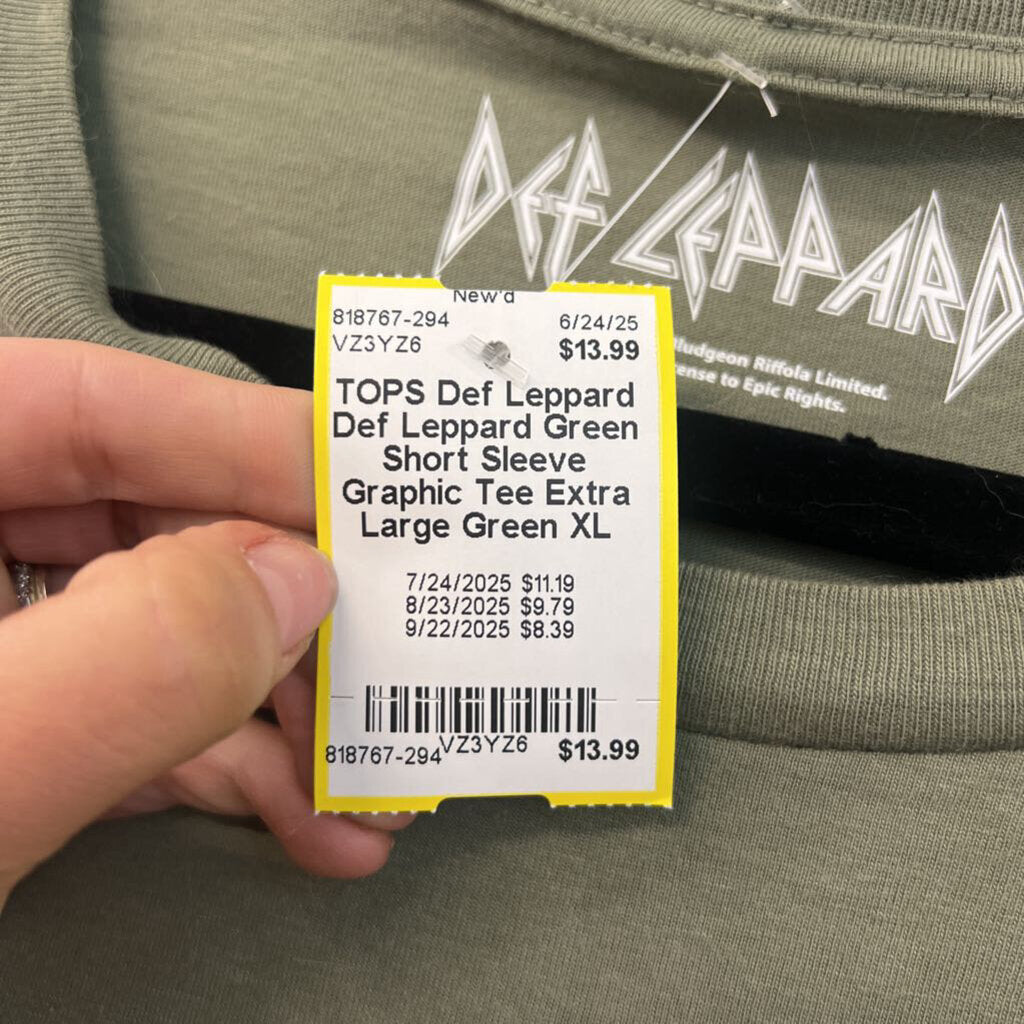 DEF LEPPARD
Bludgeon Riffola Limited.
to Epic Rights.
New'd
818767-294 6/24/25
VZ3YZ6 $13.99
TOPS Def Leppard
Def Leppard Green
Short Sleeve
Graphic Tee Extra
Large Green XL
7/24/2025 $11.19
8/23/2025 $9.79
9/22/2025 $8.39
818767-294 VZ3YZ6 $13.99